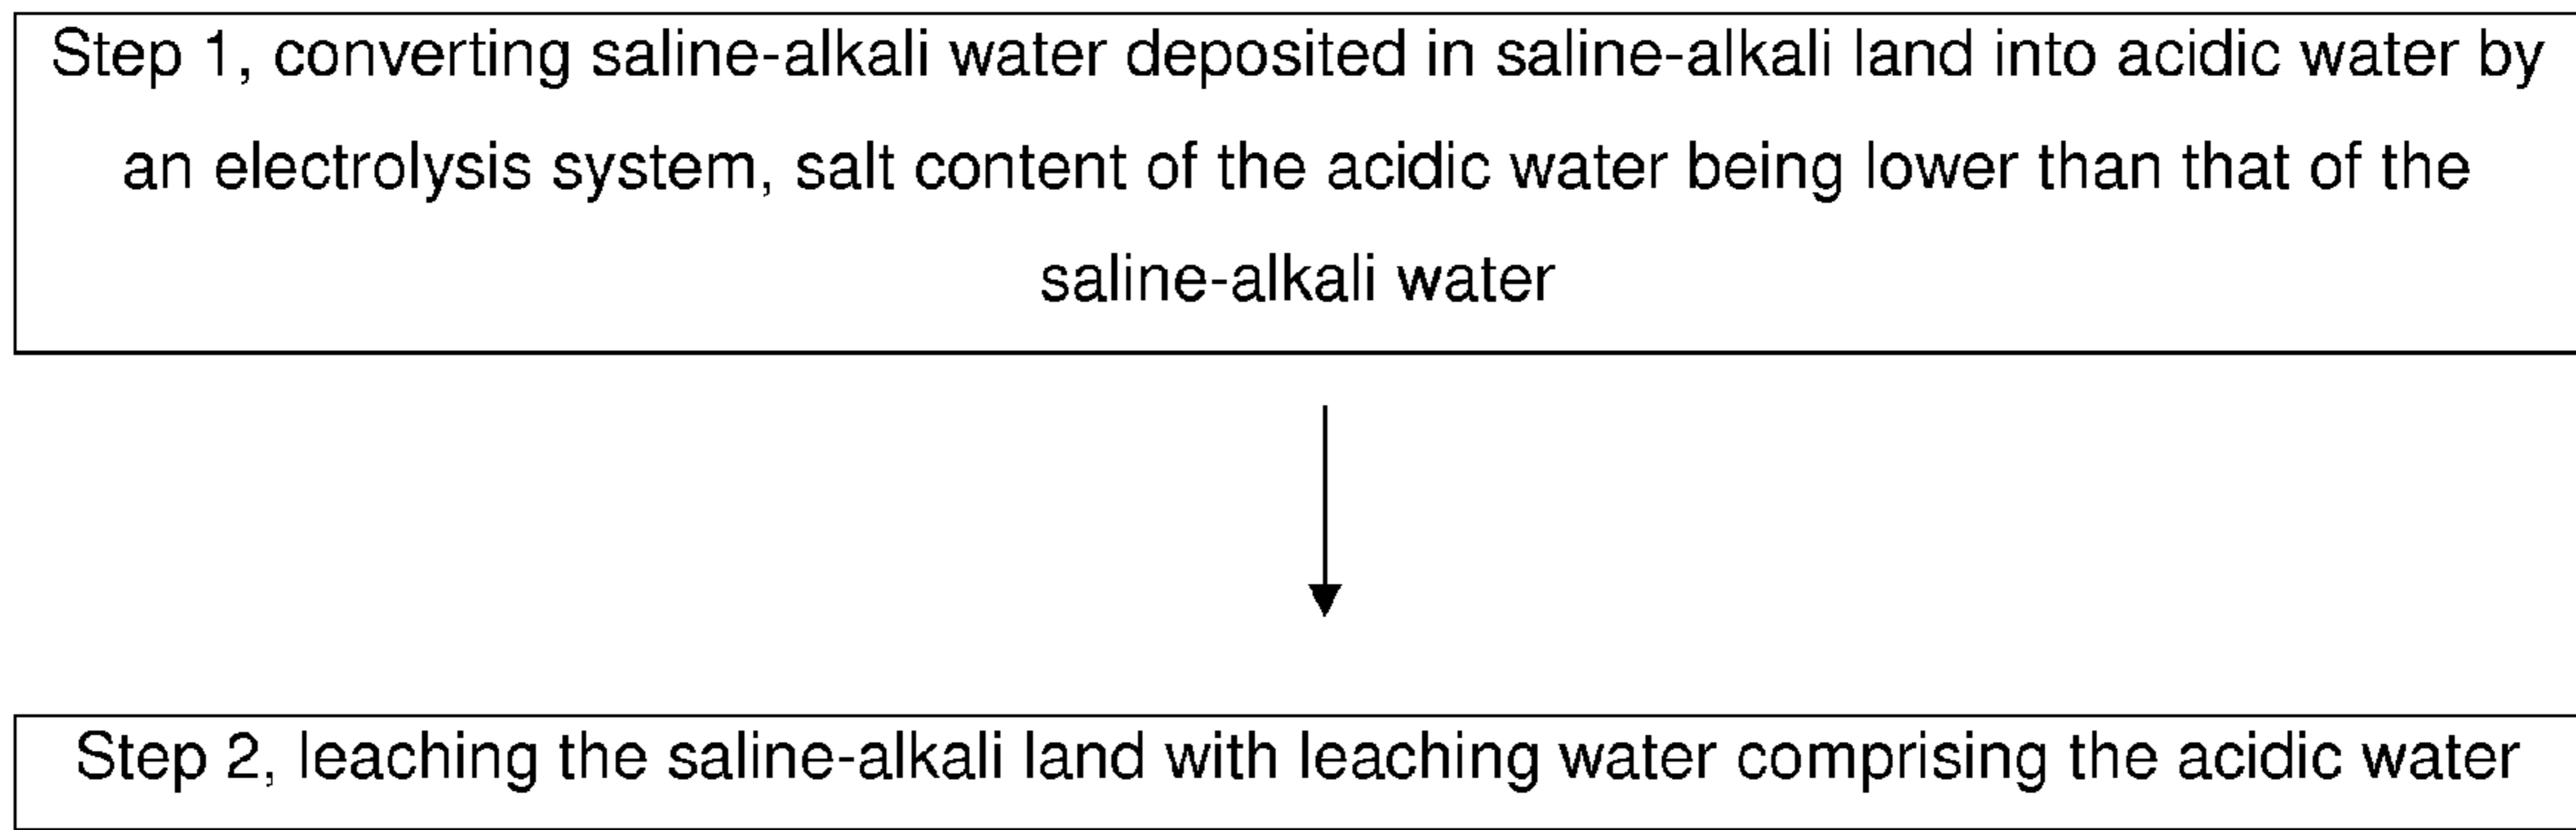 Step 1, converting saline-alkali water deposited in saline-alkali land into acidic water by
an electrolysis system, salt content of the acidic water being lower than that of the
saline-alkali water
Step 2, leaching the saline-alkali land with leaching water comprising the acidic water